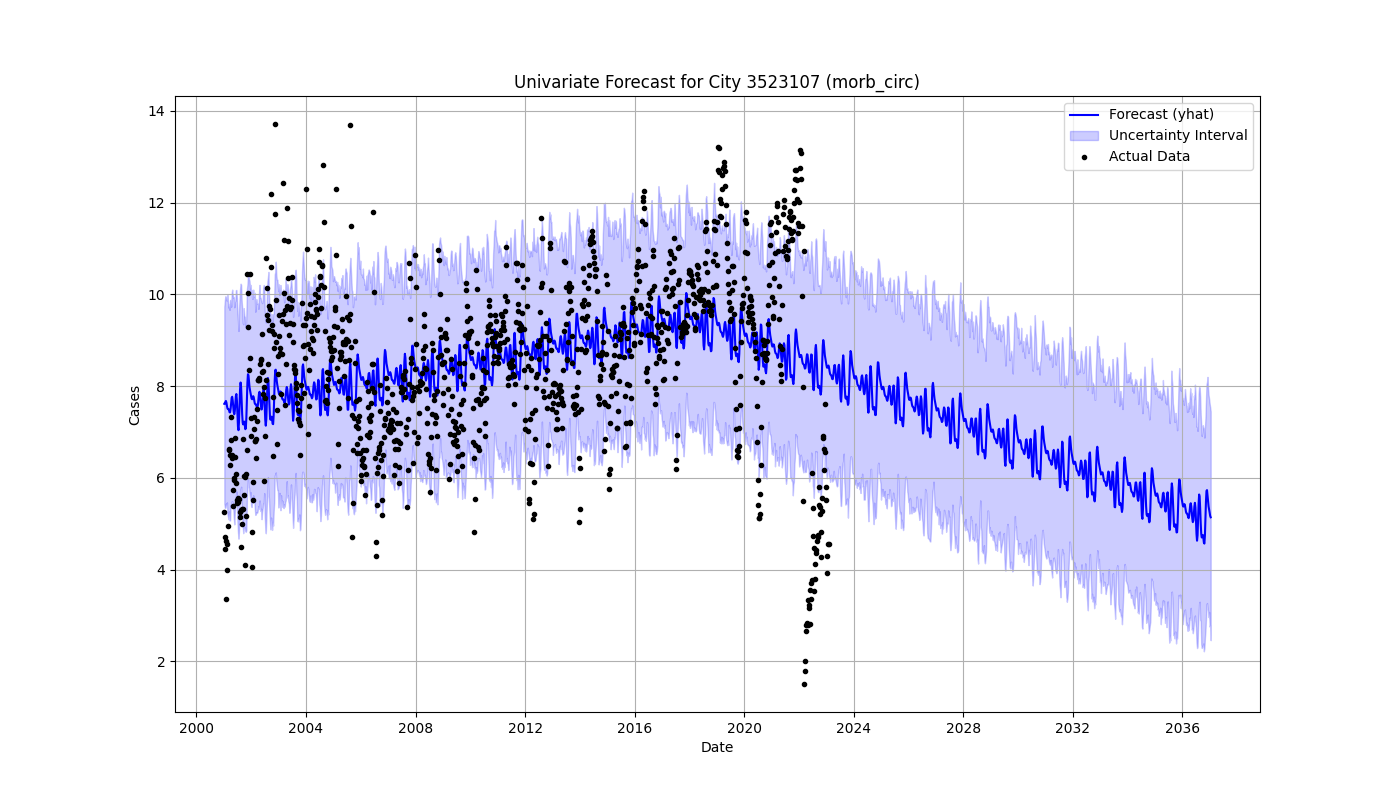 Univariate Forecast for City 3523107 (morb_circ)
Forecast (yhat)
Uncertainty Interval
Actual Data
Cases
14
12
10
8
6
4
2
2000 2004 2008 2012 2016 2020 2024 2028 2032 2036
Date